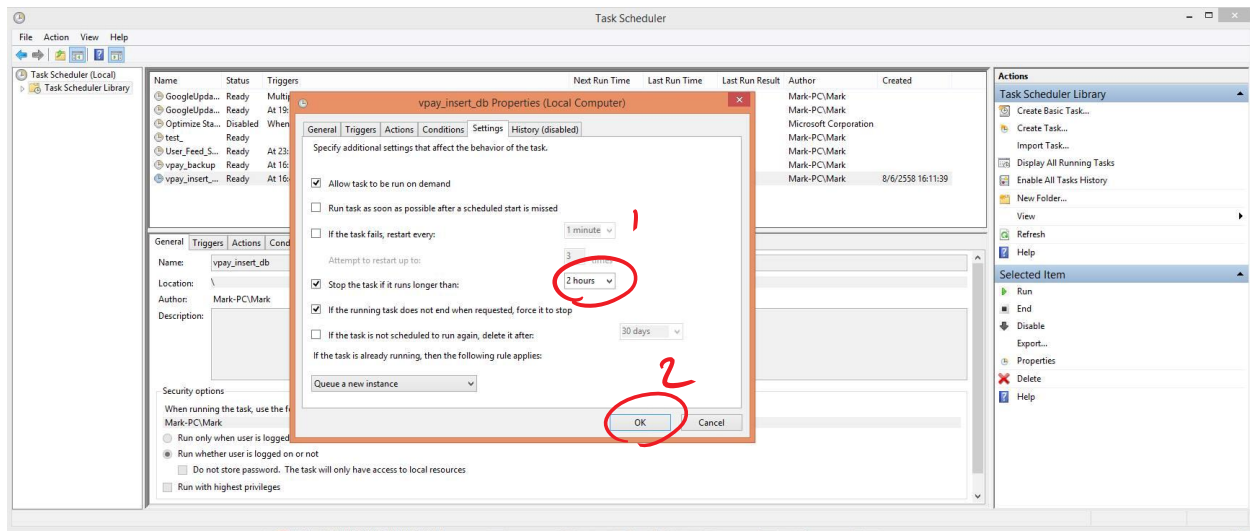 Task Scheduler
File Action View Help
Task Scheduler (Local)
Task Scheduler Library
Name Status Triggers Next Run Time Last Run Time Last Run Result Author Created
GoogleUpda... Ready Mark-PC\Mark
GoogleUpda... Ready At 19: Mark-PC\Mark
Optimize Sta... Disabled When Microsoft Corporation
test_ Ready Mark-PC\Mark
User_Feed_S... Ready At 23: Mark-PC\Mark
vpay_backup Ready At 16: Mark-PC\Mark
vpay_insert_... Ready At 16: Mark-PC\Mark 8/6/2558 16:11:39
General Triggers Actions Cond
Name: vpay_insert_db
Location: \
Author: Mark-PC\Mark
Description:
Security options
When running the task, use the f
Mark-PC\Mark
Run only when user is logged
Run whether user is logged on or not
Do not store password. The task will only have access to local resources
Run with highest privileges
vpay_insert_db Properties (Local Computer)
General Triggers Actions Conditions Settings History (disabled)
Specify additional settings that affect the behavior of the task.
Allow task to be run on demand
Run task as soon as possible after a scheduled start is missed
1
If the task fails, restart every: 1 minute
Attempt to restart up to: 3 times
Stop the task if it runs longer than: 2 hours
If the running task does not end when requested, force it to stop
If the task is not scheduled to run again, delete it after: 30 days
If the task is already running, then the following rule applies:
2
Queue a new instance
OK Cancel
Actions
Task Scheduler Library
Create Basic Task...
Create Task...
Import Task...
Display All Running Tasks
Enable All Tasks History
New Folder...
View
Refresh
Help
Selected Item
Run
End
Disable
Export...
Properties
Delete
Help